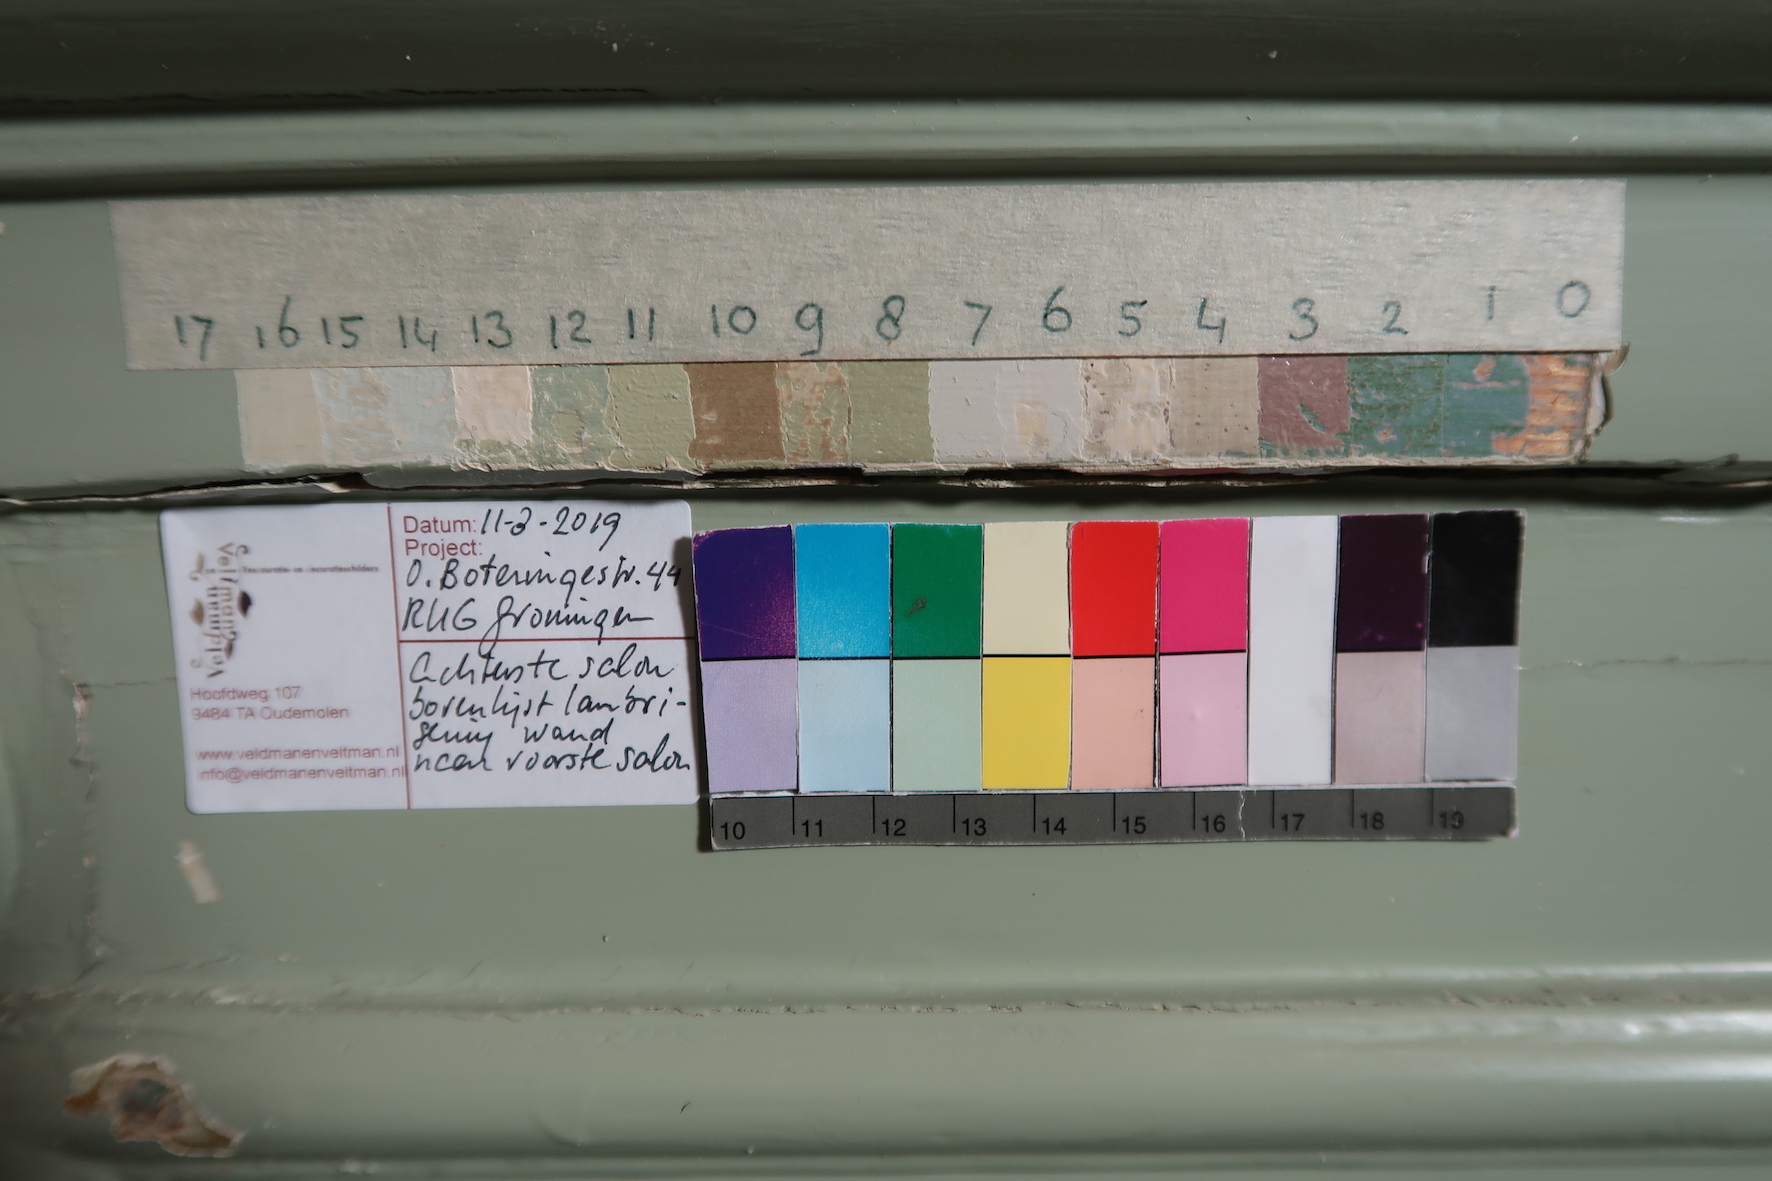 17 16 15 14 13 12 11 10 9 8 7 6 5 4 3 2 1 0
Veldman en Veltman
Restauratie- en decoratieschilders
Hoofdweg 107
9484 TA Oudemolen
www.veldmanenveltman.nl
info@veldmanenveltman.nl
Datum: 11-2-2019
Project:
O. Boteringestr. 44
RUG Groningen
Achterste salon
bovenlijst lambri-
sering wand
naar voorste salon
10 11 12 13 14 15 16 17 18 19